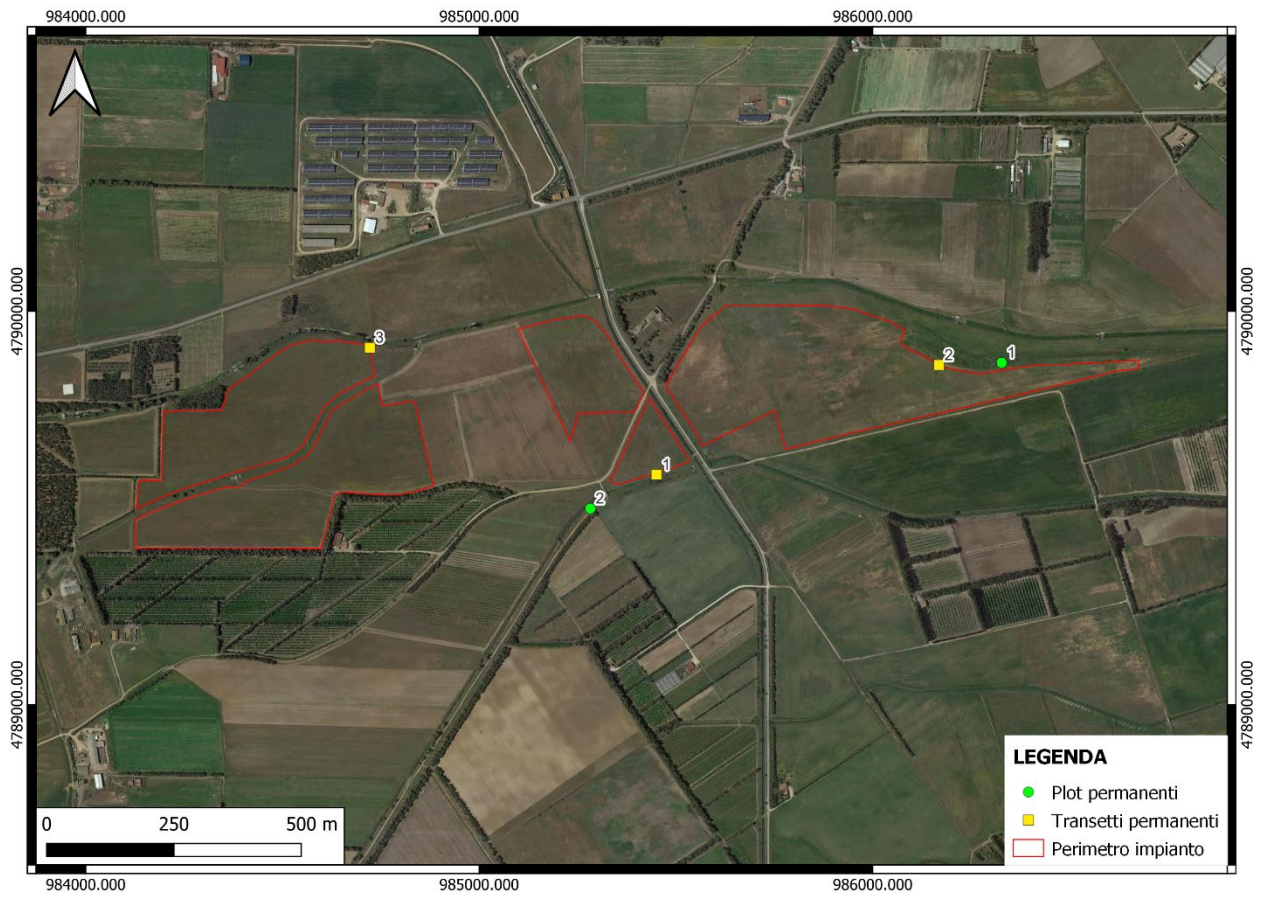 984000.000 985000.000 986000.000
4790000.000 4790000.000
3
2 1
1
2
4789000.000 4789000.000
LEGENDA
Plot permanenti
Transetti permanenti
Perimetro impianto
0 250 500 m
984000.000 985000.000 986000.000